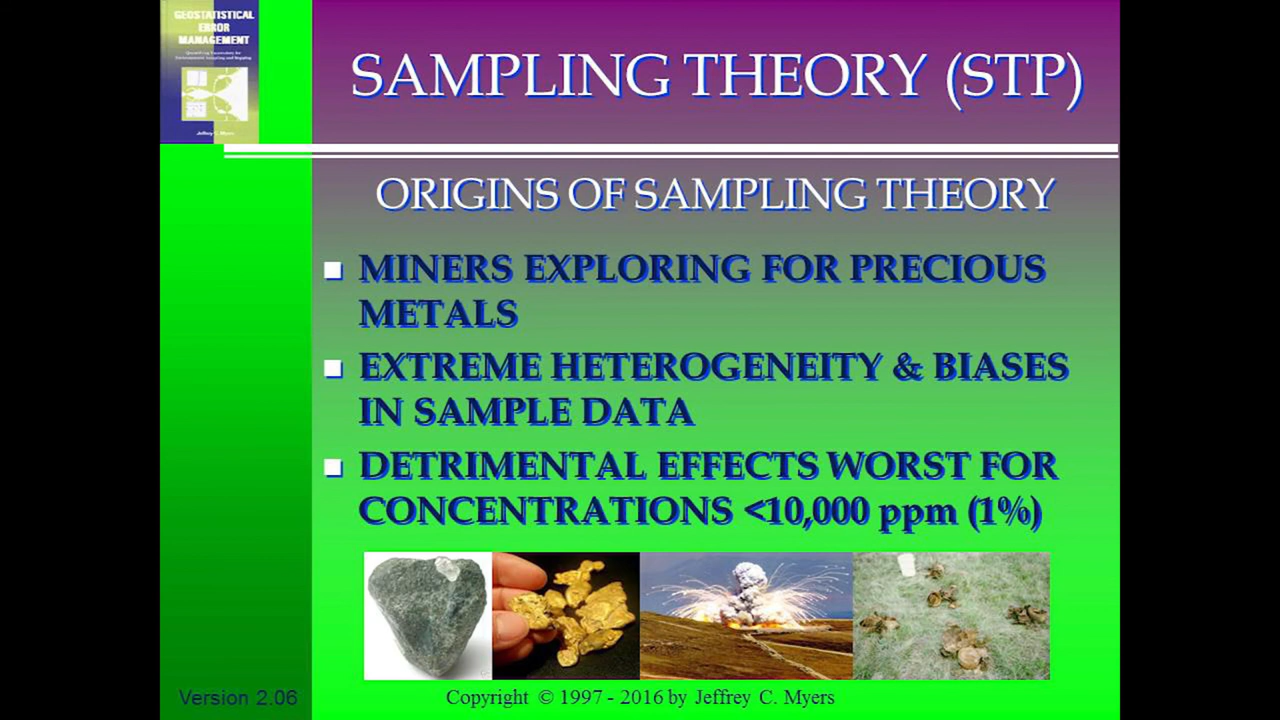 GEOSTATISTICAL
ERROR
MANAGEMENT
Jeffrey C. Myers
SAMPLING THEORY (STP)
ORIGINS OF SAMPLING THEORY
MINERS EXPLORING FOR PRECIOUS
METALS
EXTREME HETEROGENEITY & BIASES
IN SAMPLE DATA
DETRIMENTAL EFFECTS WORST FOR
CONCENTRATIONS <10,000 ppm (1%)
Version 2.06
Copyright © 1997 - 2016 by Jeffrey C. Myers